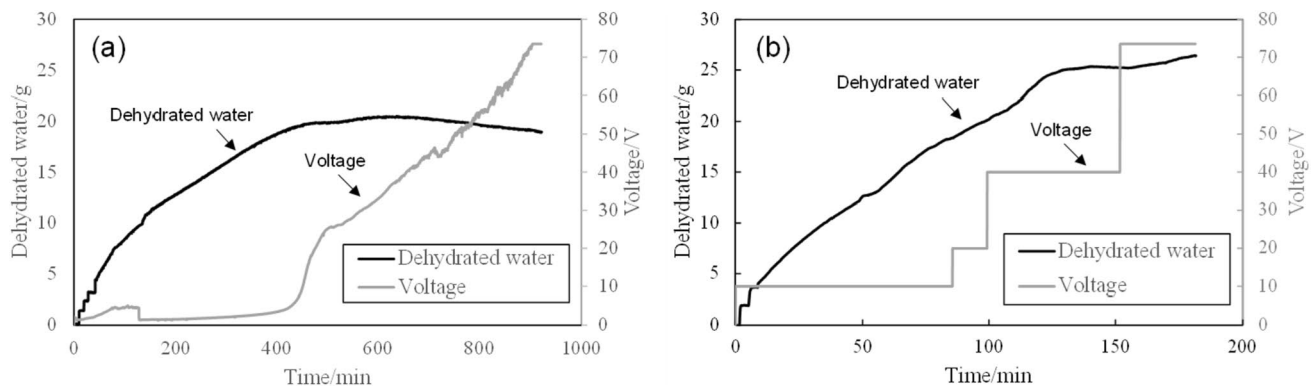 (a)
Dehydrated water/g
30
25
20
15
10
5
0
Dehydrated water
Voltage
Dehydrated water
Voltage
80
70
60
50
40
30
20
10
0
Voltage/V
0 200 400 600 800 1000
Time/min
(b)
Dehydrated water/g
30
25
20
15
10
5
0
Dehydrated water
Voltage
Dehydrated water
Voltage
80
70
60
50
40
30
20
10
0
Voltage/V
0 50 100 150 200
Time/min